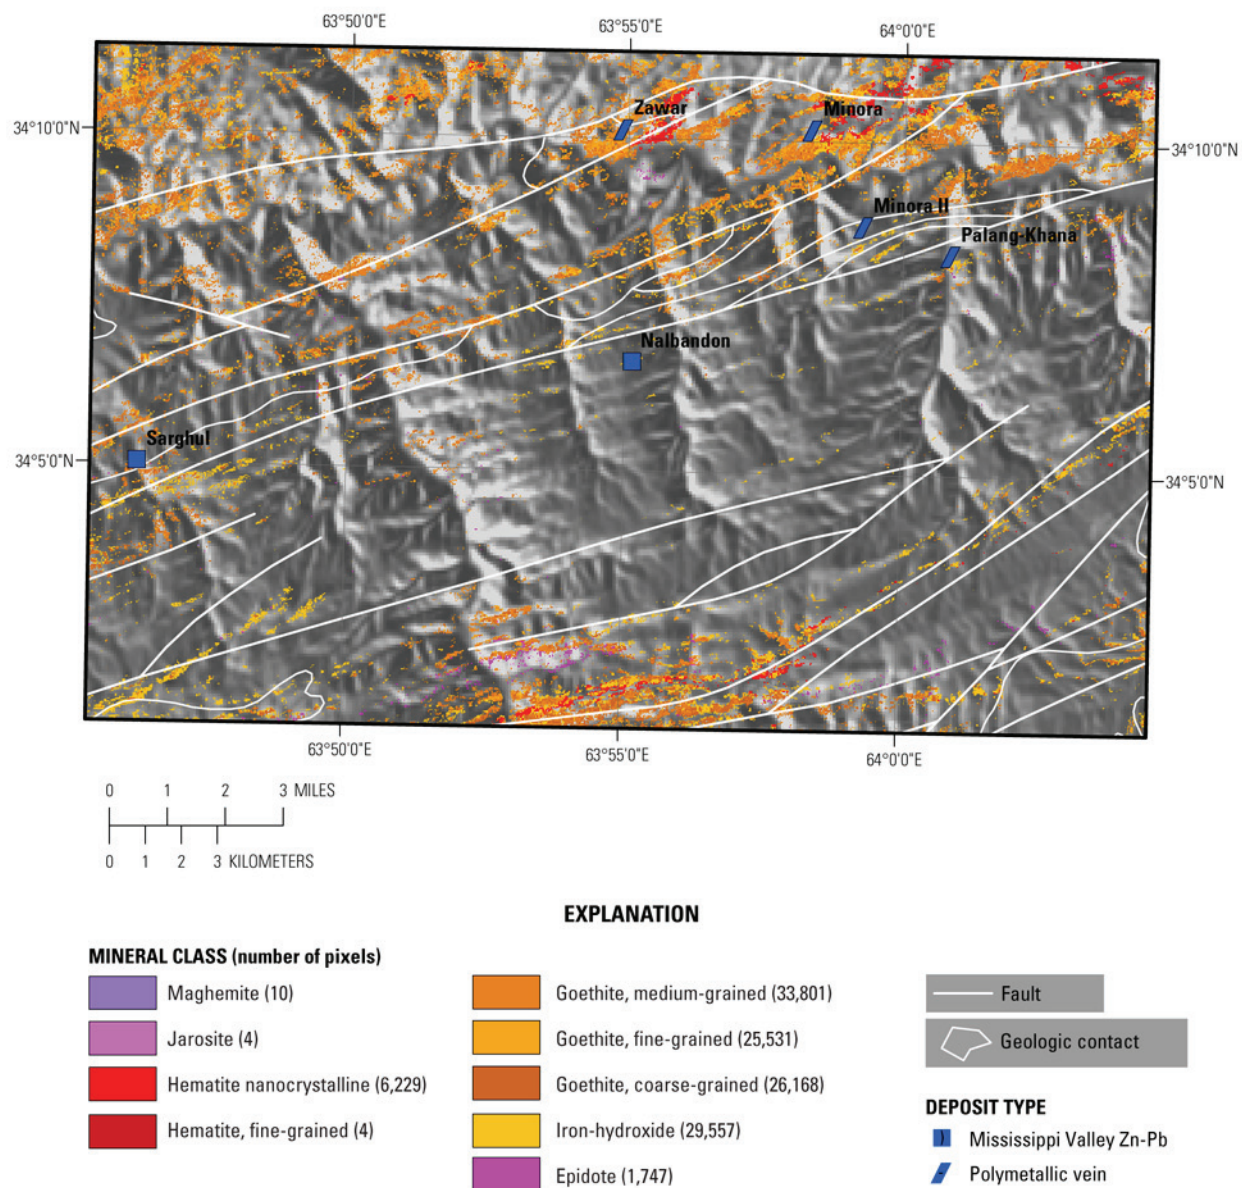 63°50'0"E
63°55'0"E
64°0'0"E
34°10'0"N
Zawar
Minora
34°10'0"N
Minora II
Palang-Khana
Nalbandon
Sarghul
34°5'0"N
34°5'0"N
63°50'0"E
63°55'0"E
64°0'0"E
0 1 2 3 MILES
0 1 2 3 KILOMETERS
EXPLANATION
MINERAL CLASS (number of pixels)
Maghemite (10)
Jarosite (4)
Hematite nanocrystalline (6,229)
Hematite, fine-grained (4)
Goethite, medium-grained (33,801)
Goethite, fine-grained (25,531)
Goethite, coarse-grained (26,168)
Iron-hydroxide (29,557)
Epidote (1,747)
Fault
Geologic contact
DEPOSIT TYPE
Mississippi Valley Zn-Pb
Polymetallic vein